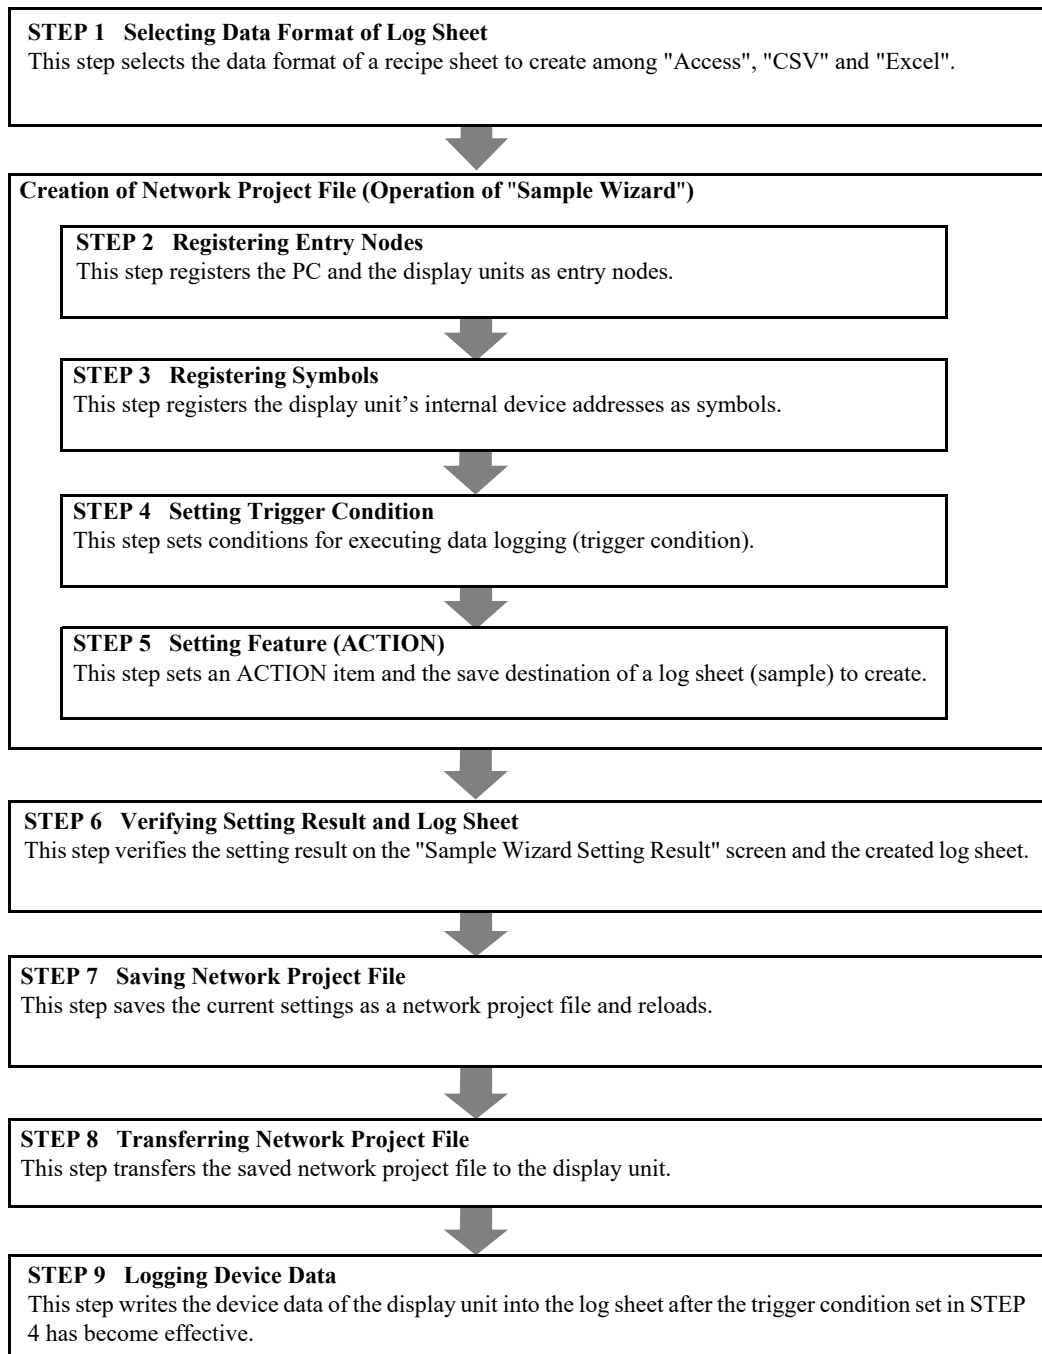 STEP 1   Selecting Data Format of Log Sheet
This step selects the data format of a recipe sheet to create among "Access", "CSV" and "Excel".
Creation of Network Project File (Operation of "Sample Wizard")
STEP 2   Registering Entry Nodes
This step registers the PC and the display units as entry nodes.
STEP 3   Registering Symbols
This step registers the display unit’s internal device addresses as symbols.
STEP 4   Setting Trigger Condition
This step sets conditions for executing data logging (trigger condition).
STEP 5   Setting Feature (ACTION)
This step sets an ACTION item and the save destination of a log sheet (sample) to create.
STEP 6   Verifying Setting Result and Log Sheet
This step verifies the setting result on the "Sample Wizard Setting Result" screen and the created log sheet.
STEP 7   Saving Network Project File
This step saves the current settings as a network project file and reloads.
STEP 8   Transferring Network Project File
This step transfers the saved network project file to the display unit.
STEP 9   Logging Device Data
This step writes the device data of the display unit into the log sheet after the trigger condition set in STEP
4 has become effective.